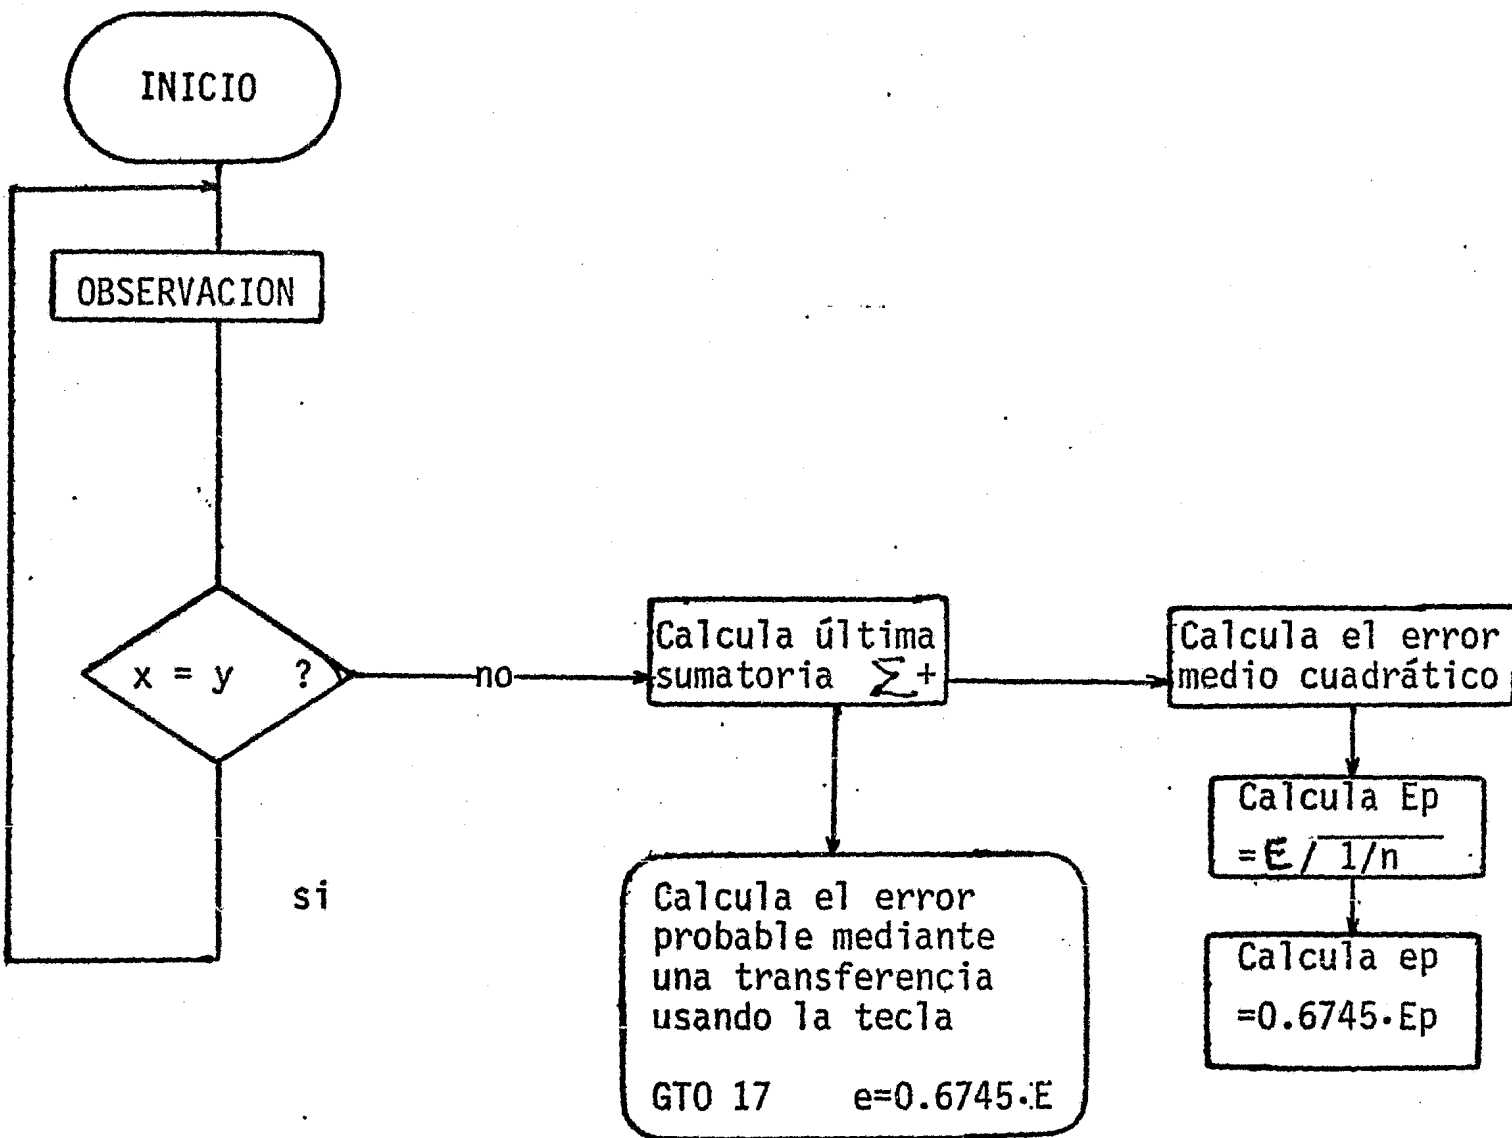 INICIO
OBSERVACION
x = y ?
no
si
Calcula última
sumatoria Σ+
Calcula el error
probable mediante
una transferencia
usando la tecla
GTO 17 e=0.6745.E
Calcula el error
medio cuadrático
Calcula Ep
=E/1/n
Calcula ep
=0.6745.Ep